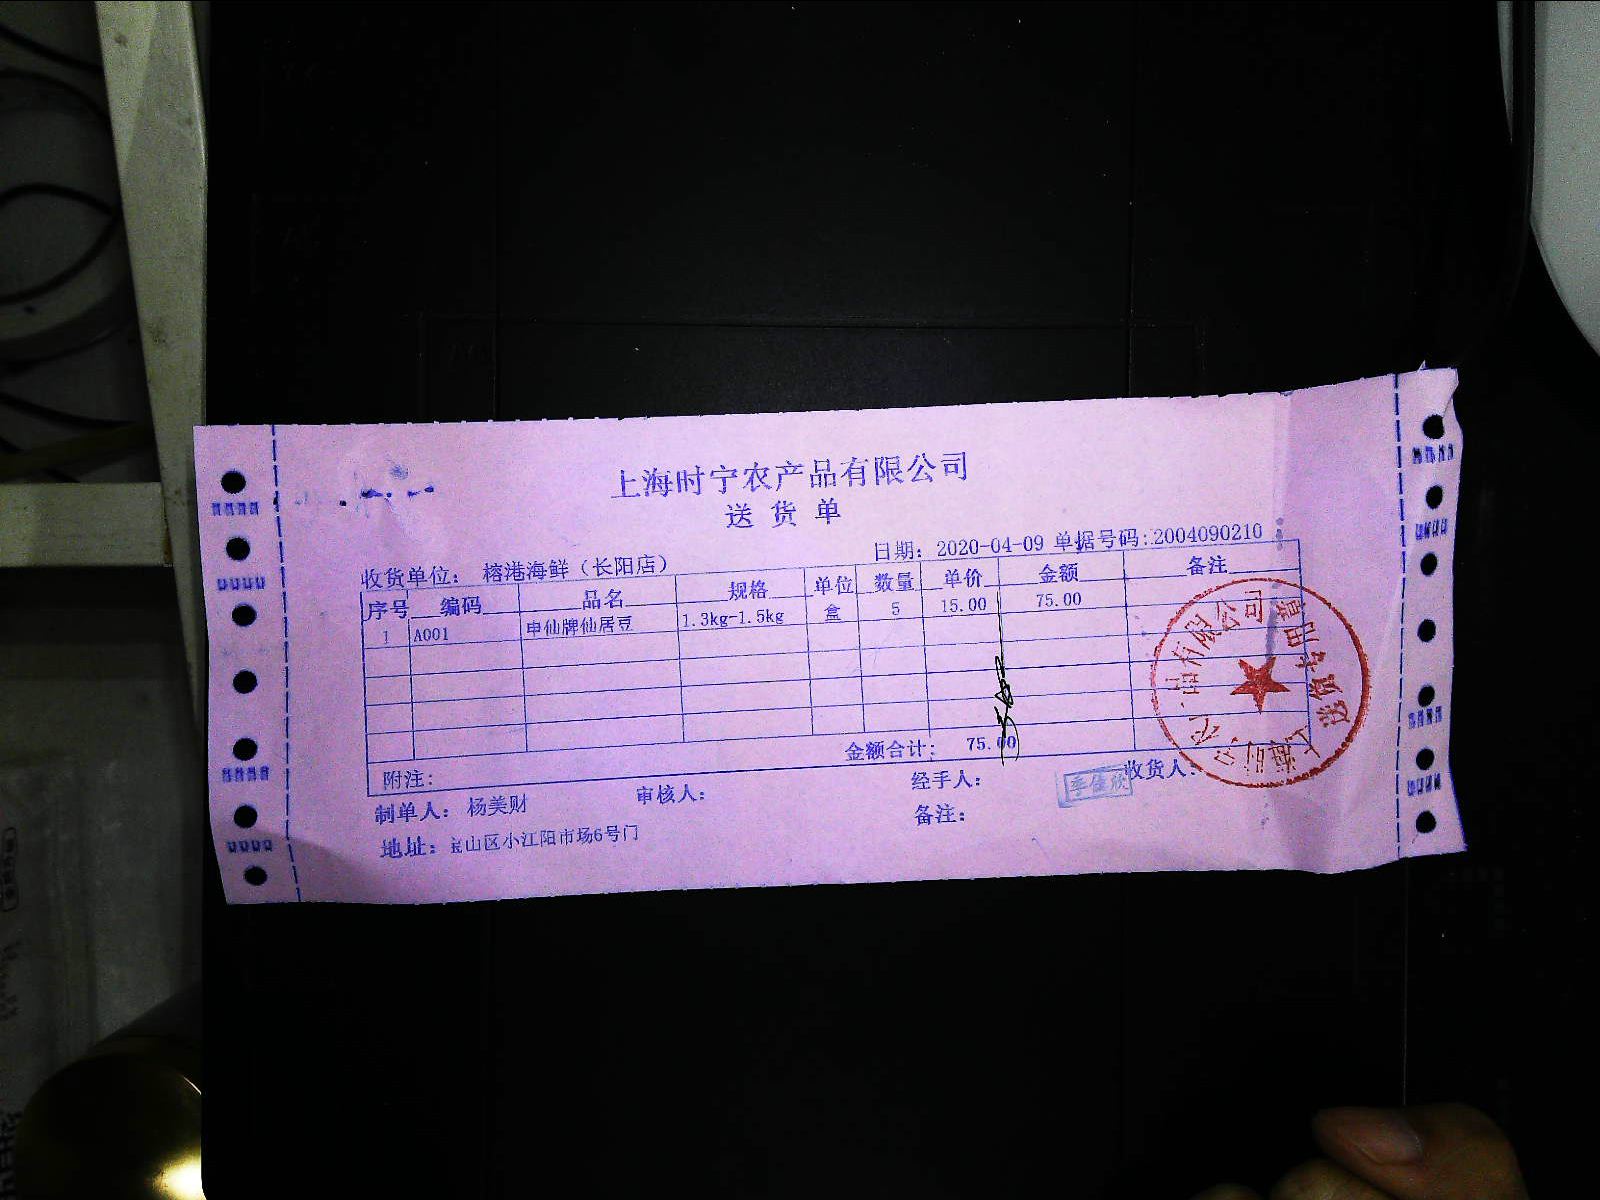 上海时宁农产品有限公司
送货单
收货单位: 榕港海鲜（长阳店） 日期: 2020-04-09 单据号码:2004090210
序号 编码 品名 规格 单位 数量 单价 金额 备注
1 A001 申仙牌仙居豆 1.3kg-1.5kg 盒 5 15.00 75.00
金额合计: 75.00
附注:
制单人: 杨美财 审核人: 经手人: 收货人:
季佳欣
地址: 宝山区小江阳市场6号门 备注: